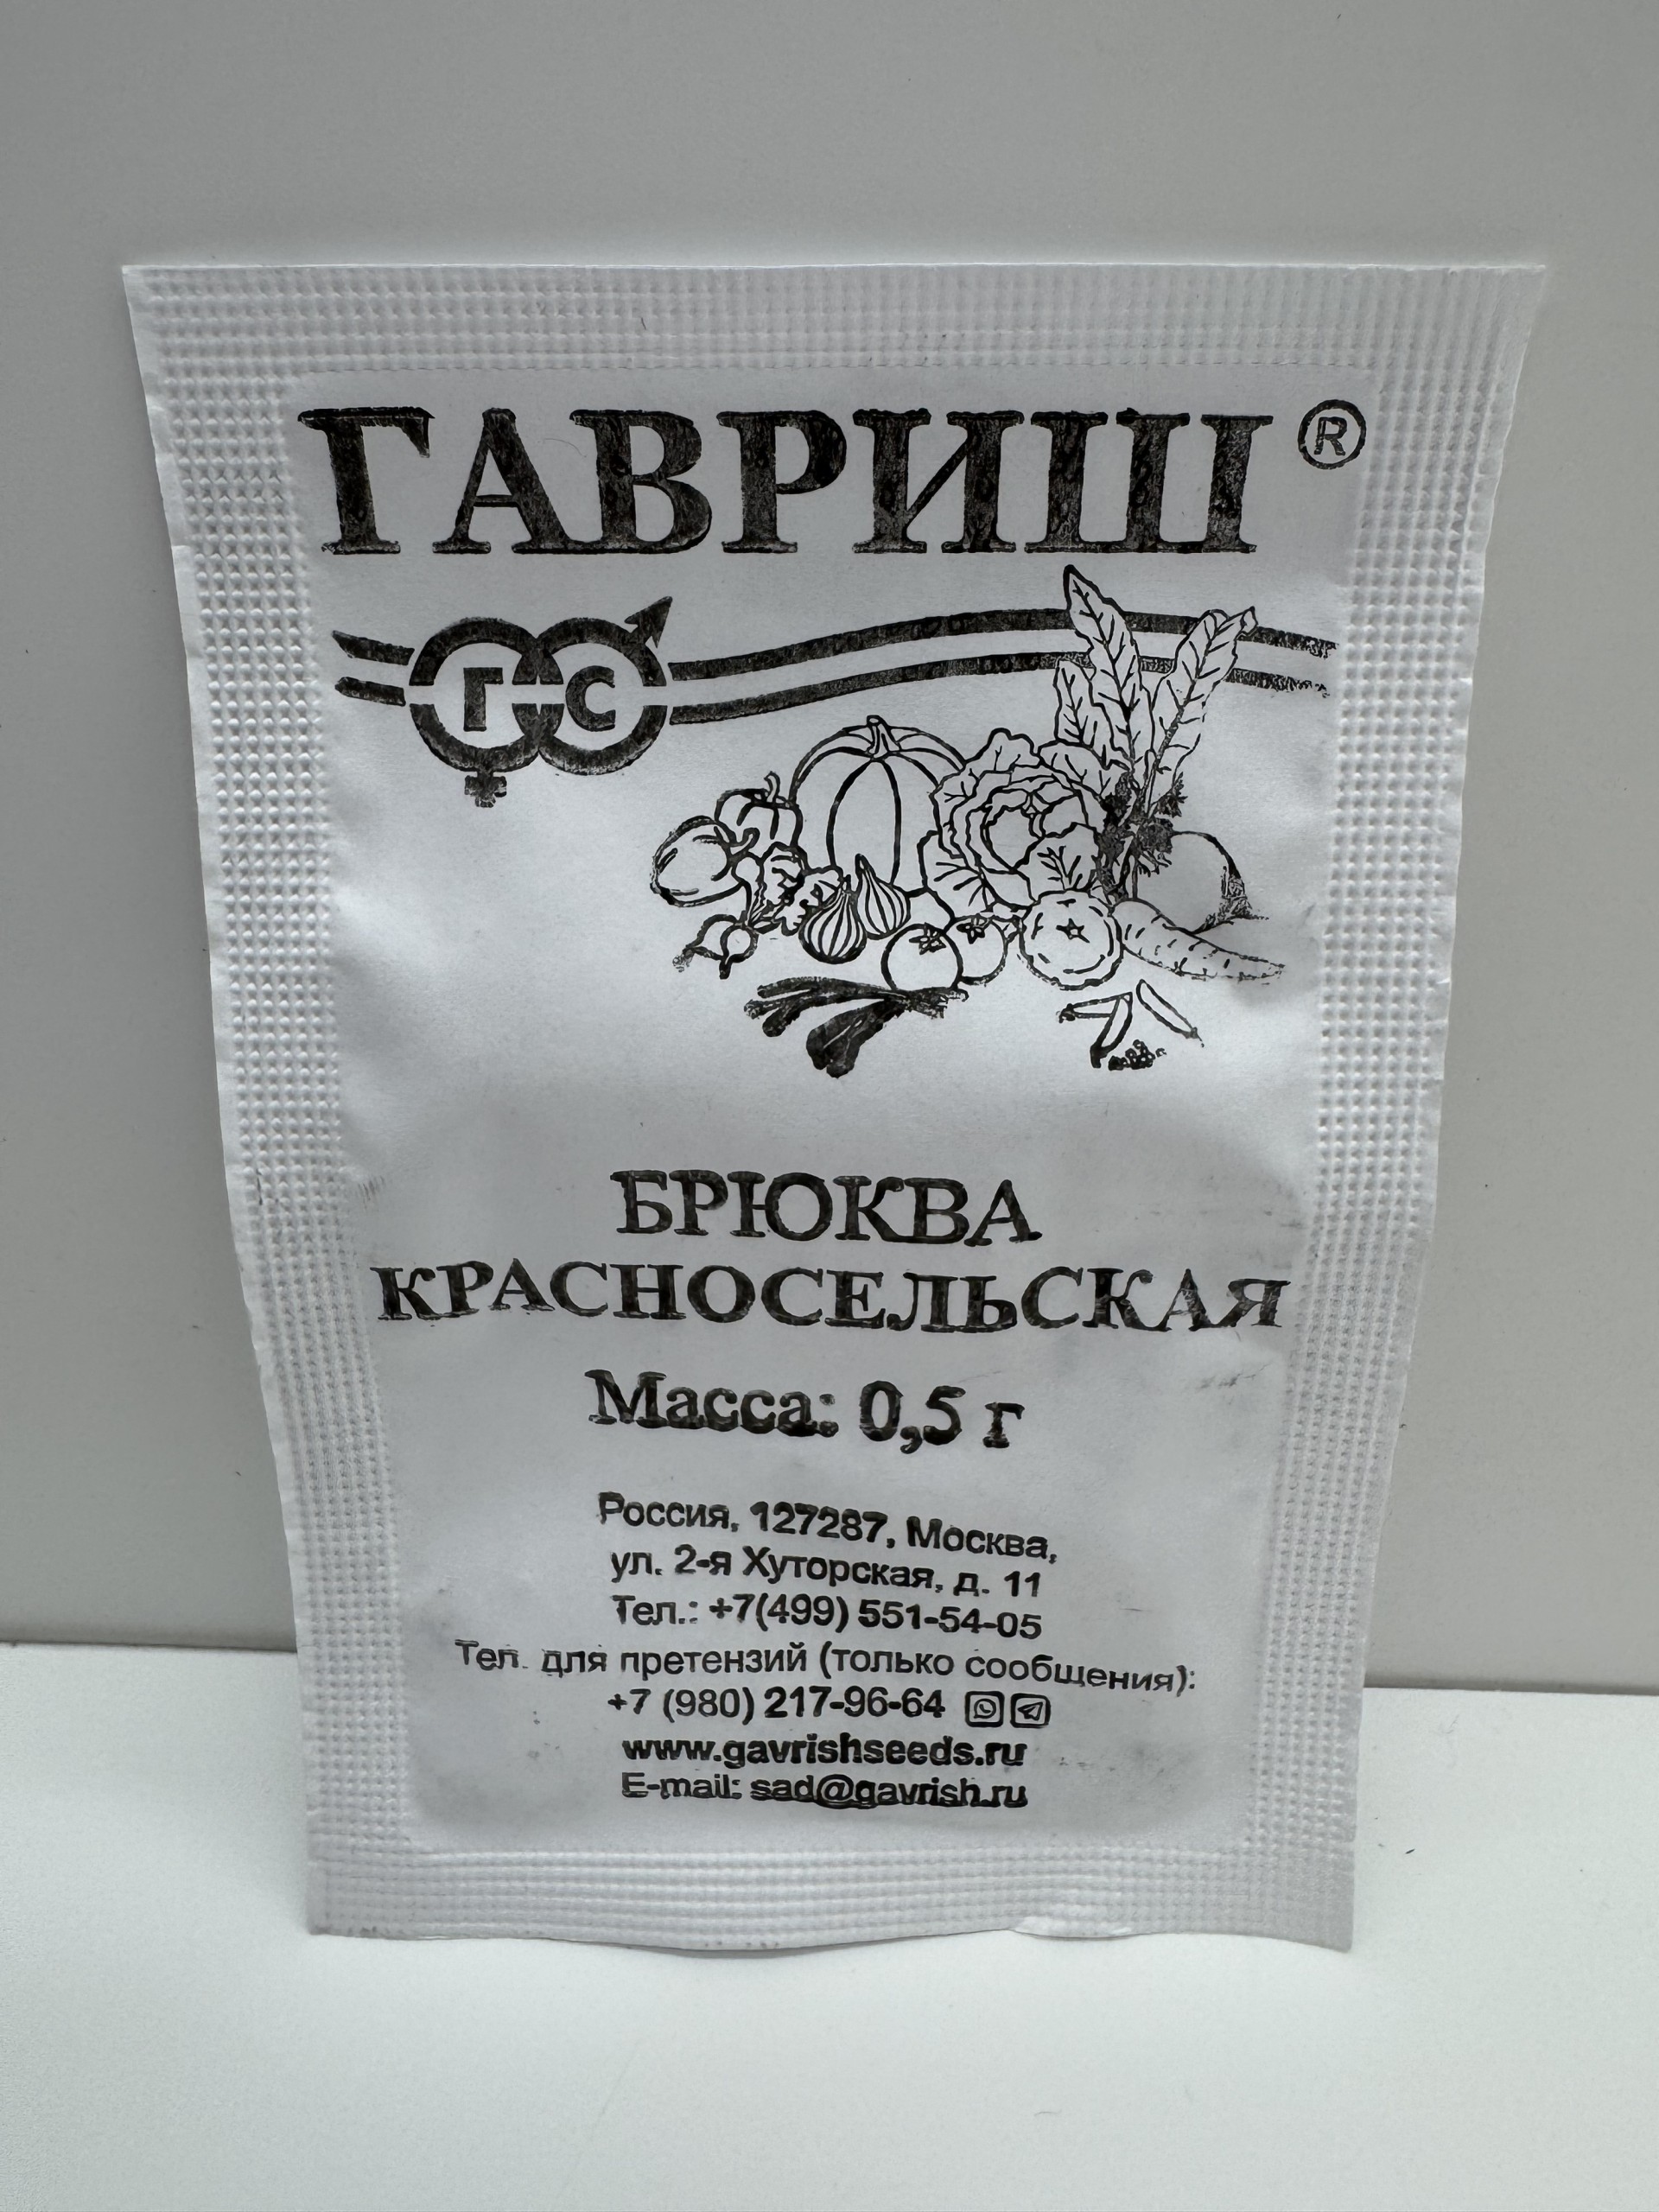 ГАВРИШ®
Г С
БРЮКВА
КРАСНОСЕЛЬСКАЯ
Масса: 0,5 г
Россия, 127287, Москва,
ул. 2-я Хуторская, д. 11
Тел.: +7(499) 551-54-05
Тел. для претензий (только сообщения):
+7 (980) 217-96-64
www.gavrishseeds.ru
E-mail: sad@gavrish.ru